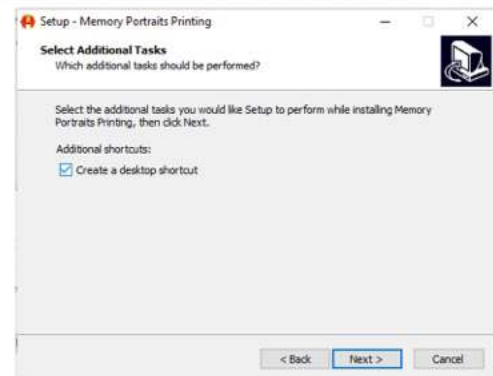 Setup - Memory Portraits Printing
Select Additional Tasks
Which additional tasks should be performed?
Select the additional tasks you would like Setup to perform while installing Memory
Portraits Printing, then click Next.
Additional shortcuts:
Create a desktop shortcut
< Back Next > Cancel